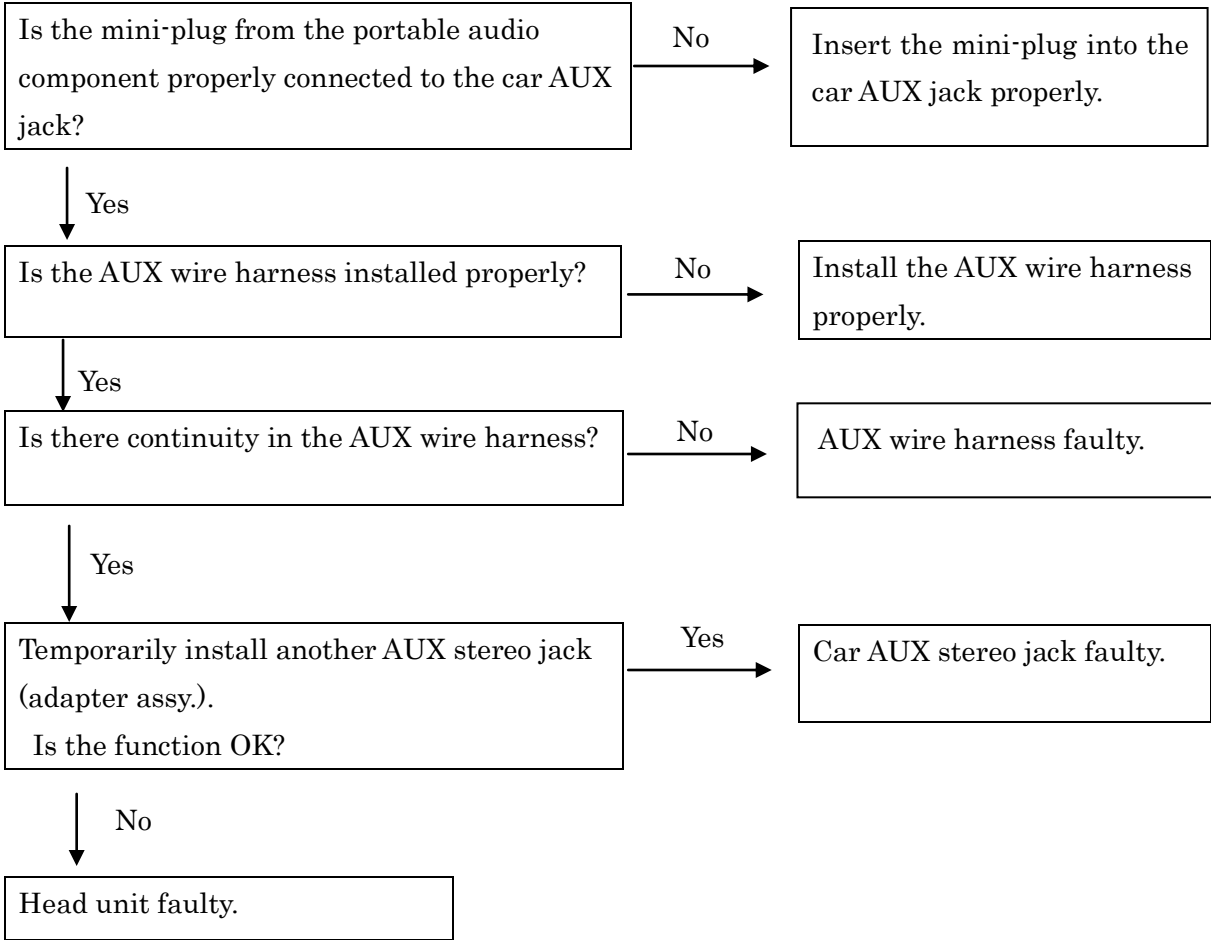 Is the mini-plug from the portable audio
component properly connected to the car AUX
jack?
No
Insert the mini-plug into the
car AUX jack properly.
Yes
Is the AUX wire harness installed properly?
No
Install the AUX wire harness
properly.
Yes
Is there continuity in the AUX wire harness?
No
AUX wire harness faulty.
Yes
Temporarily install another AUX stereo jack
(adapter assy.).
Is the function OK?
Yes
Car AUX stereo jack faulty.
No
Head unit faulty.